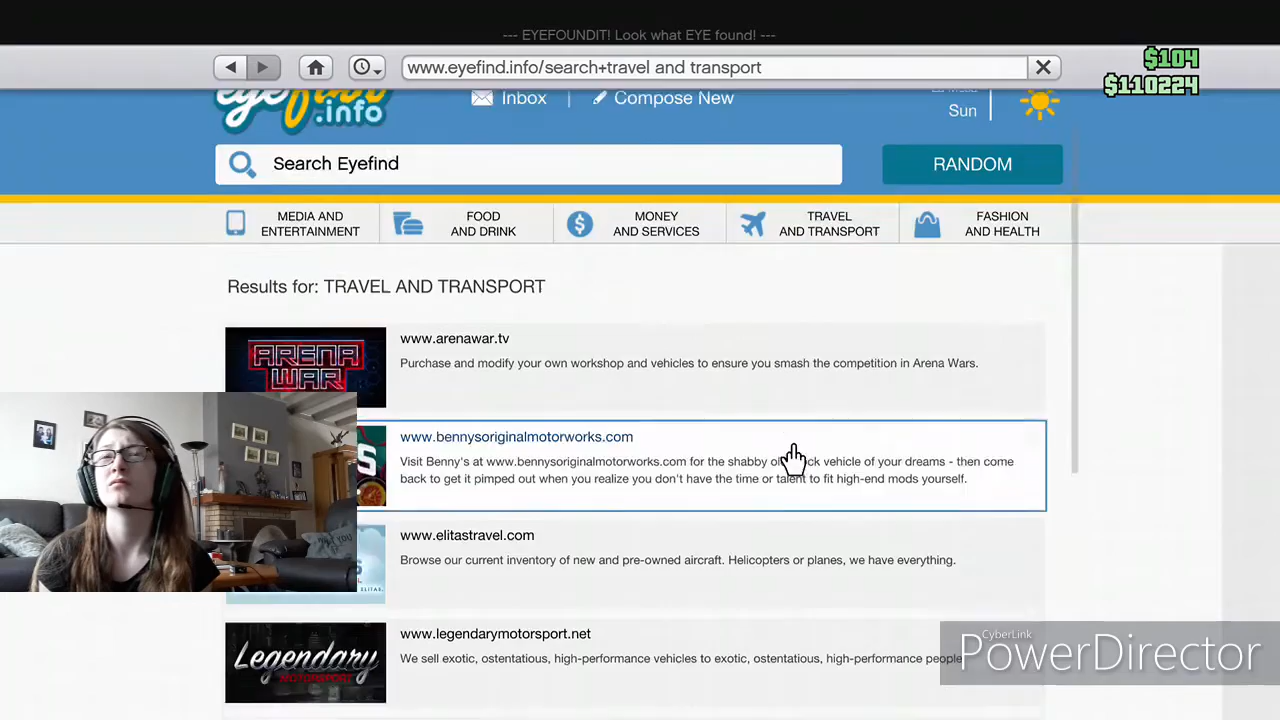 --- EYEFOUNDIT! Look what EYE found! ---
www.eyefind.info/search+travel and transport
$104
$110224
eyefind
.info
Inbox | Compose New
Sun
Search Eyefind
RANDOM
MEDIA AND ENTERTAINMENT
FOOD AND DRINK
MONEY AND SERVICES
TRAVEL AND TRANSPORT
FASHION AND HEALTH
Results for: TRAVEL AND TRANSPORT
ARENA WAR
www.arenawar.tv
Purchase and modify your own workshop and vehicles to ensure you smash the competition in Arena Wars.
www.bennysoriginalmotorworks.com
Visit Benny's at www.bennysoriginalmotorworks.com for the shabby vehicle of your dreams - then come
back to get it pimped out when you realize you don't have the time or talent to fit high-end mods yourself.
www.elitastravel.com
Browse our current inventory of new and pre-owned aircraft. Helicopters or planes, we have everything.
Legendary
MOTORSPORT
www.legendarymotorsport.net
We sell exotic, ostentatious, high-performance vehicles to exotic, ostentatious, high-performance people
CyberLink
PowerDirector